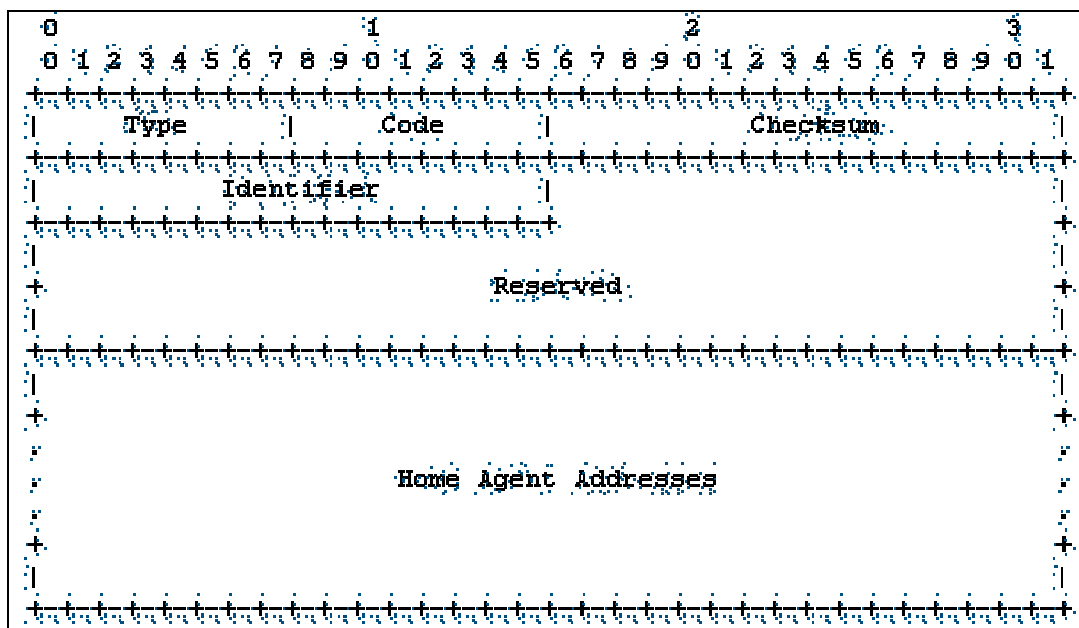 0 1 2 3
0 1 2 3 4 5 6 7 8 9 0 1 2 3 4 5 6 7 8 9 0 1 2 3 4 5 6 7 8 9 0 1
+-+-+-+-+-+-+-+-+-+-+-+-+-+-+-+-+-+-+-+-+-+-+-+-+-+-+-+-+-+-+-+-+
| Type | Code | Checksum |
+-+-+-+-+-+-+-+-+-+-+-+-+-+-+-+-+-+-+-+-+-+-+-+-+-+-+-+-+-+-+-+-+
| Identifier | |
+-+-+-+-+-+-+-+-+-+-+-+-+-+-+-+-+ +
| |
+ Reserved +
| |
+-+-+-+-+-+-+-+-+-+-+-+-+-+-+-+-+-+-+-+-+-+-+-+-+-+-+-+-+-+-+-+-+
| |
+ +
. .
. Home Agent Addresses .
. .
+ +
| |
+-+-+-+-+-+-+-+-+-+-+-+-+-+-+-+-+-+-+-+-+-+-+-+-+-+-+-+-+-+-+-+-+